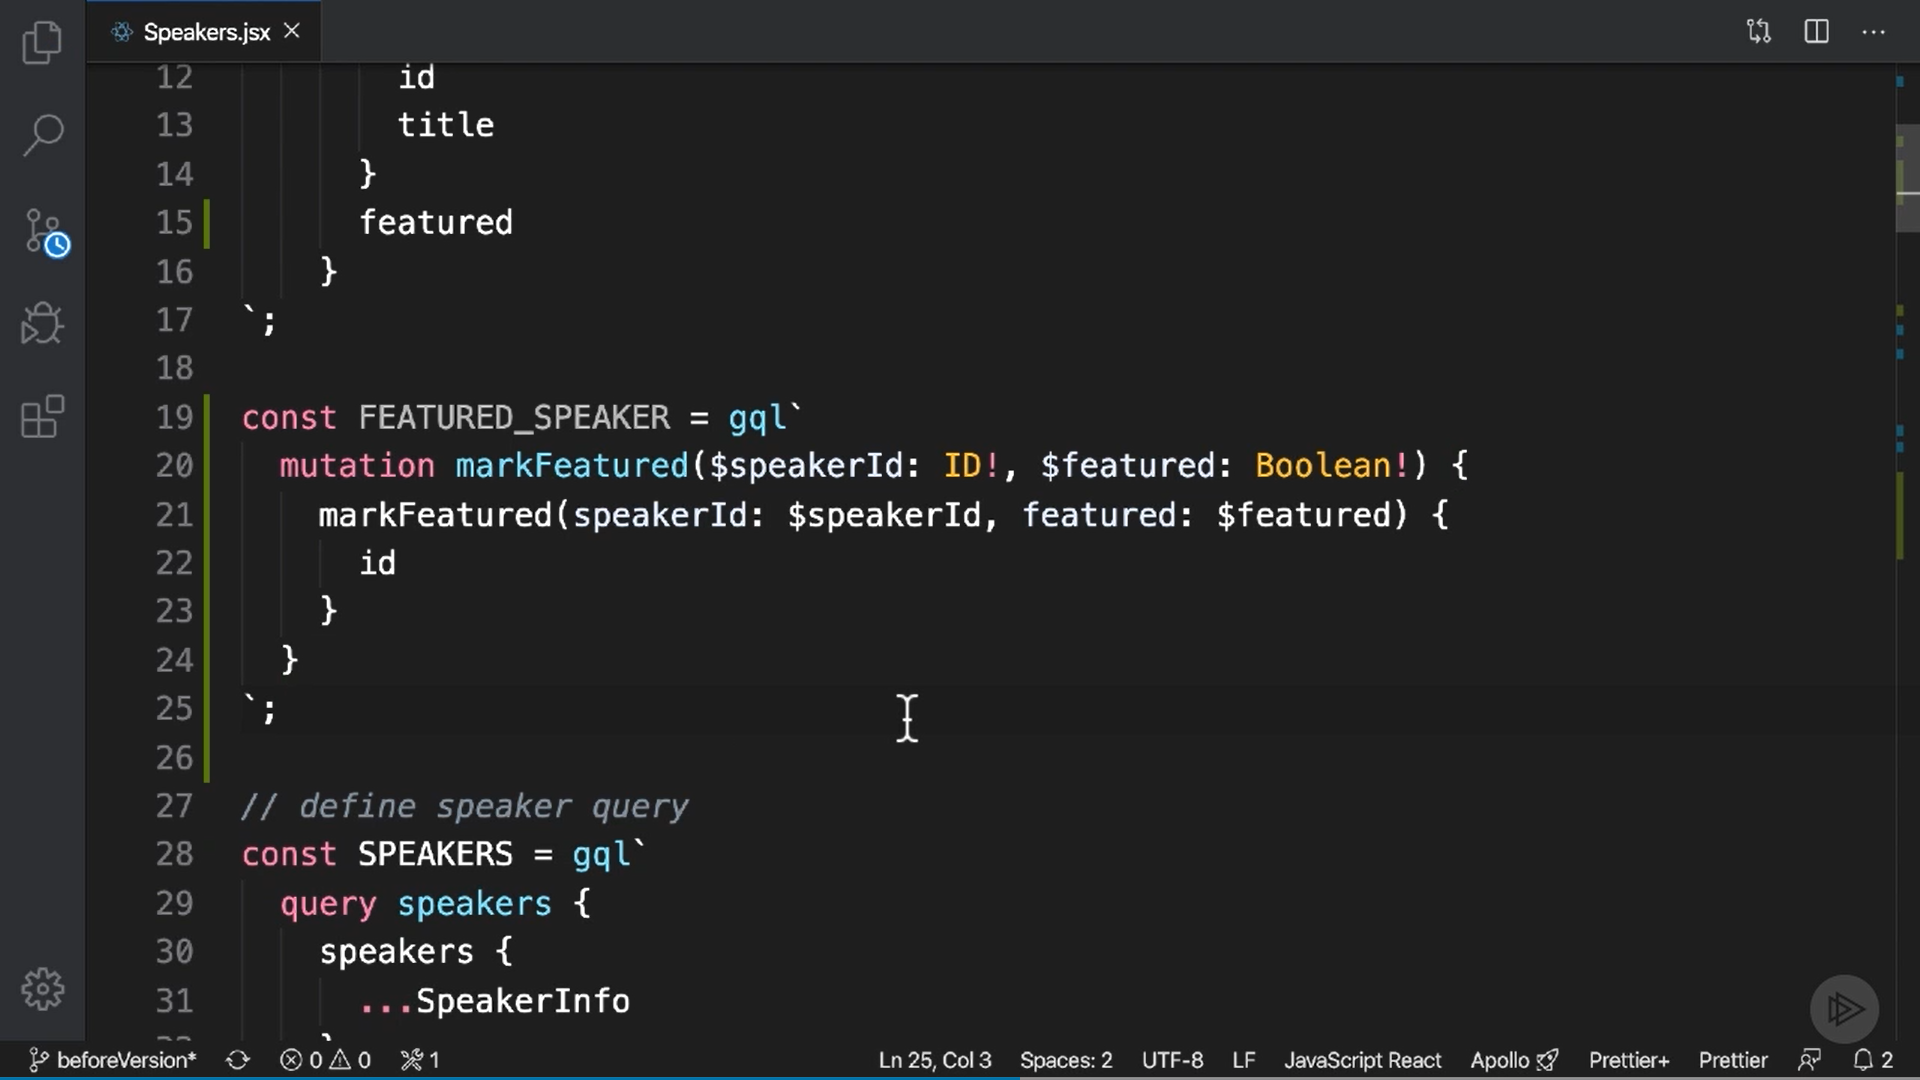 Speakers.jsx
12 id
13 title
14 }
15 featured
16 }
17 `;
18
19 const FEATURED_SPEAKER = gql`
20 mutation markFeatured($speakerId: ID!, $featured: Boolean!) {
21 markFeatured(speakerId: $speakerId, featured: $featured) {
22 id
23 }
24 }
25 `;
26
27 // define speaker query
28 const SPEAKERS = gql`
29 query speakers {
30 speakers {
31 ...SpeakerInfo
beforeVersion* 0 0 1 Ln 25, Col 3 Spaces: 2 UTF-8 LF JavaScript React Apollo Prettier+ Prettier 2